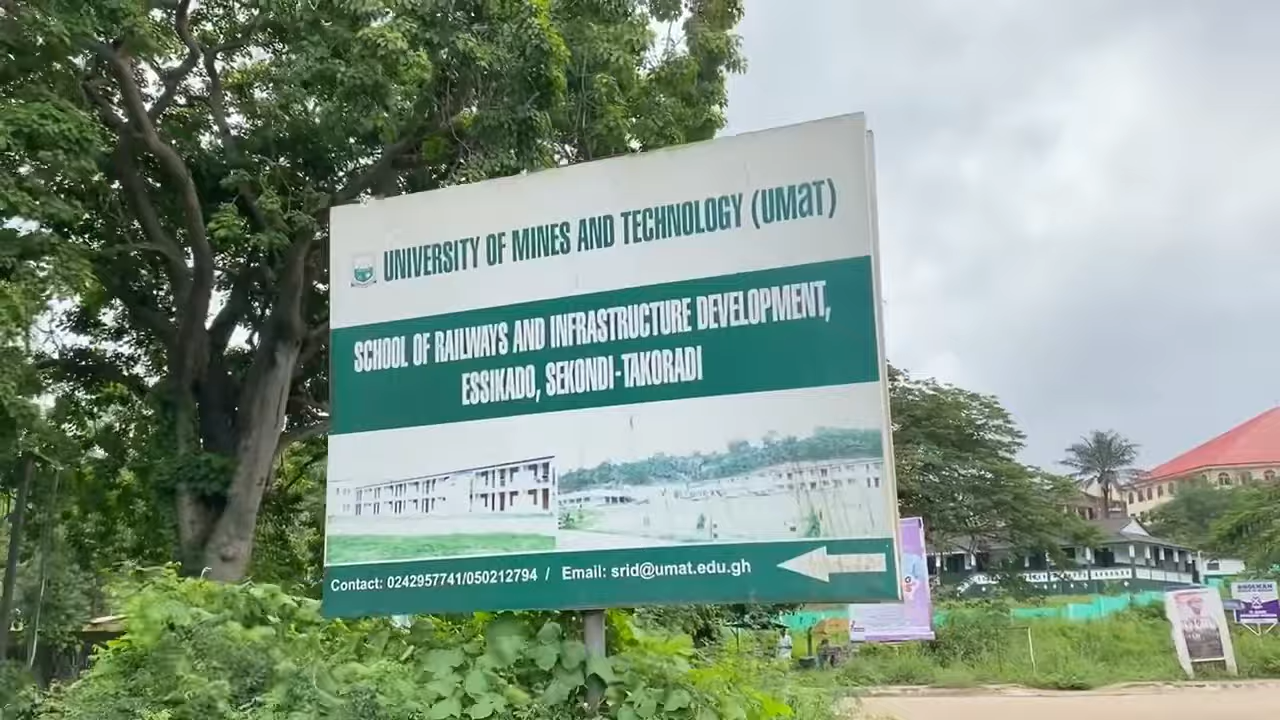 UNIVERSITY OF MINES AND TECHNOLOGY (UMaT)
SCHOOL OF RAILWAYS AND INFRASTRUCTURE DEVELOPMENT,
ESSIKADO, SEKONDI-TAKORADI
Contact: 0242957741/050212794 / Email: srid@umat.edu.gh